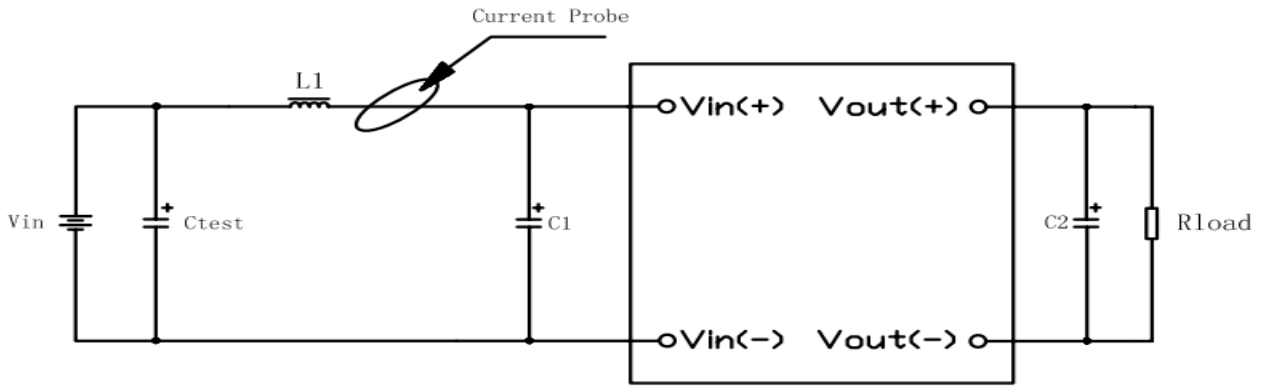 Current Probe
L1
Vin(+) Vout(+)
Vin
+
Ctest
+
C1
C2
+
Rload
Vin(-) Vout(-)